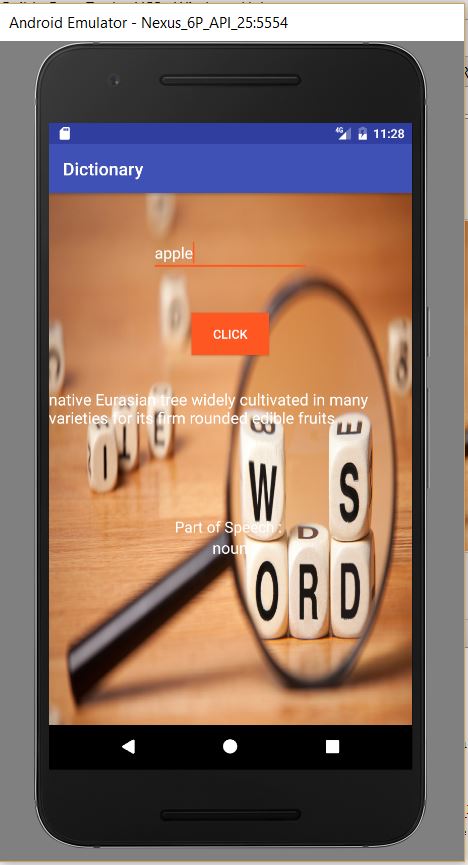 Android Emulator - Nexus_6P_API_25:5554
4G 11:28
Dictionary
apple
CLICK
native Eurasian tree widely cultivated in many
varieties for its firm rounded edible fruits
Part of Speech :
noun
W S
D
O R D